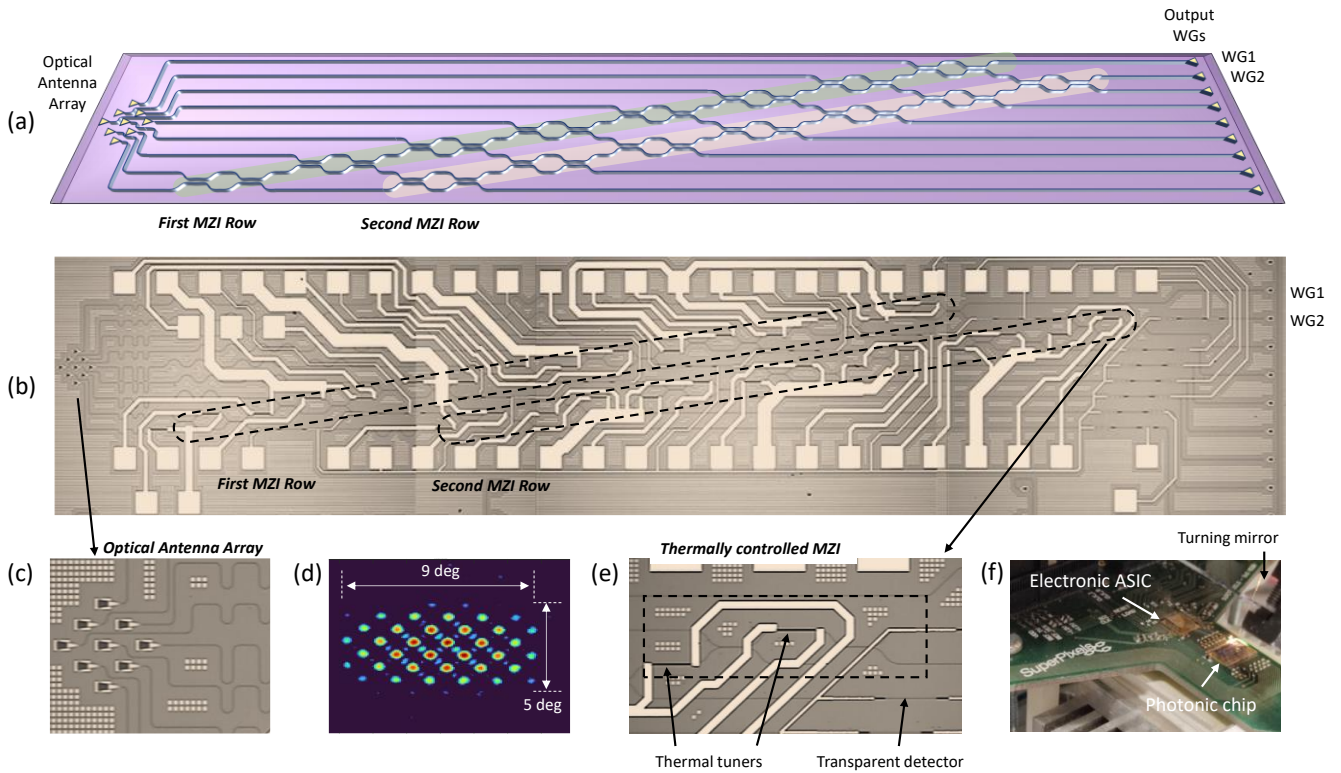 Output
WGs
WG1
WG2
Optical
Antenna
Array
(a)
First MZI Row
Second MZI Row
WG1
WG2
(b)
First MZI Row
Second MZI Row
Optical Antenna Array
Thermally controlled MZI
Turning mirror
(c)
(d)
9 deg
5 deg
(e)
Thermal tuners
Transparent detector
(f)
Electronic ASIC
SuperPixels
Photonic chip